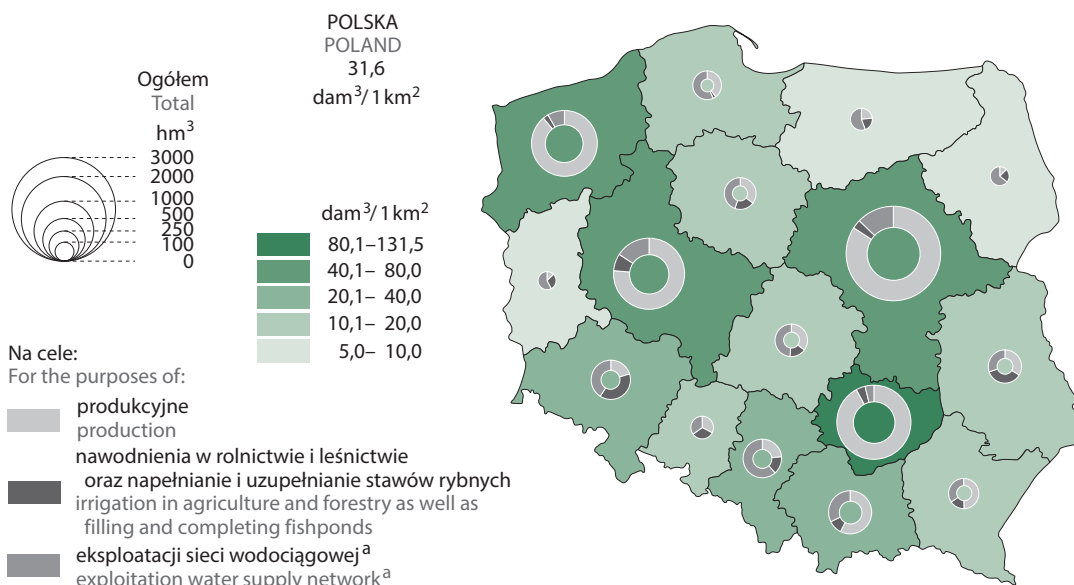 POLSKA
POLAND
31,6
dam³/ 1 km²
Ogółem
Total
hm³
3000
2000
1000
500
250
100
0
dam³/ 1 km²
80,1–131,5
40,1– 80,0
20,1– 40,0
10,1– 20,0
5,0– 10,0
Na cele:
For the purposes of:
produkcyjne
production
nawodnienia w rolnictwie i leśnictwie
oraz napełnianie i uzupełnianie stawów rybnych
irrigation in agriculture and forestry as well as
filling and completing fishponds
eksploatacji sieci wodociągowej ª
exploitation water supply network ª